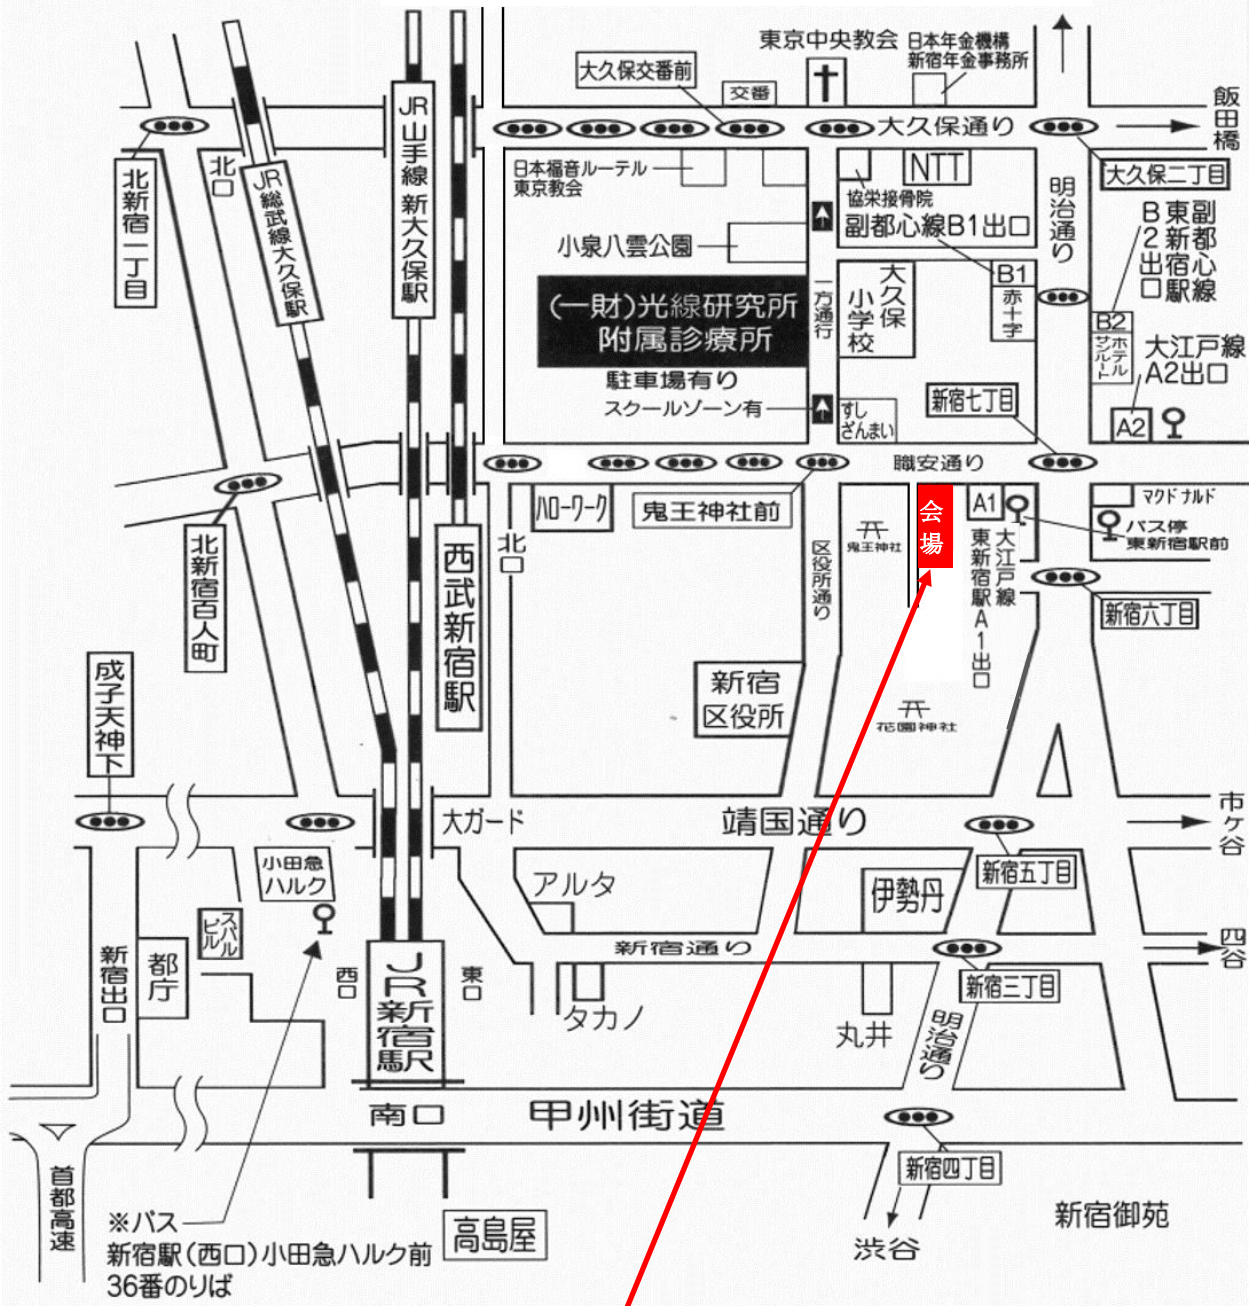 東京中央教会
日本年金機構
新宿年金事務所
大久保交番前
交番
飯田橋
大久保通り
北新宿一丁目
北口
JR総武線大久保駅
JR山手線 新大久保駅
日本福音ルーテル
東京教会
NTT
協栄接骨院
副都心線B1出口
明治通り
大久保二丁目
副都心線
東新宿駅
B2出口
小泉八雲公園
(一財)光線研究所
附属診療所
駐車場有り
スクールゾーン有
一方通行
大久保
小学校
B1
赤十字
B2
ホテル
サンルート
大江戸線
A2出口
A2
すし
ざんまい
新宿七丁目
職安通り
北新宿百人町
西武新宿駅
北口
ハローワーク
鬼王神社前
区役所通り
鬼王神社
会場
A1
大江戸線
東新宿駅A1出口
マクドナルド
バス停
東新宿駅前
新宿六丁目
成子天神下
新宿
区役所
花園神社
大ガード
靖国通り
市ケ谷
小田急
ハルク
スバル
ビル
アルタ
伊勢丹
新宿五丁目
新宿出口
都庁
西口
JR新宿駅
東口
新宿通り
四谷
タカノ
丸井
新宿三丁目
明治通り
南口
甲州街道
首都高速
新宿四丁目
※バス
新宿駅(西口)小田急ハルク前
36番のりば
高島屋
渋谷
新宿御苑